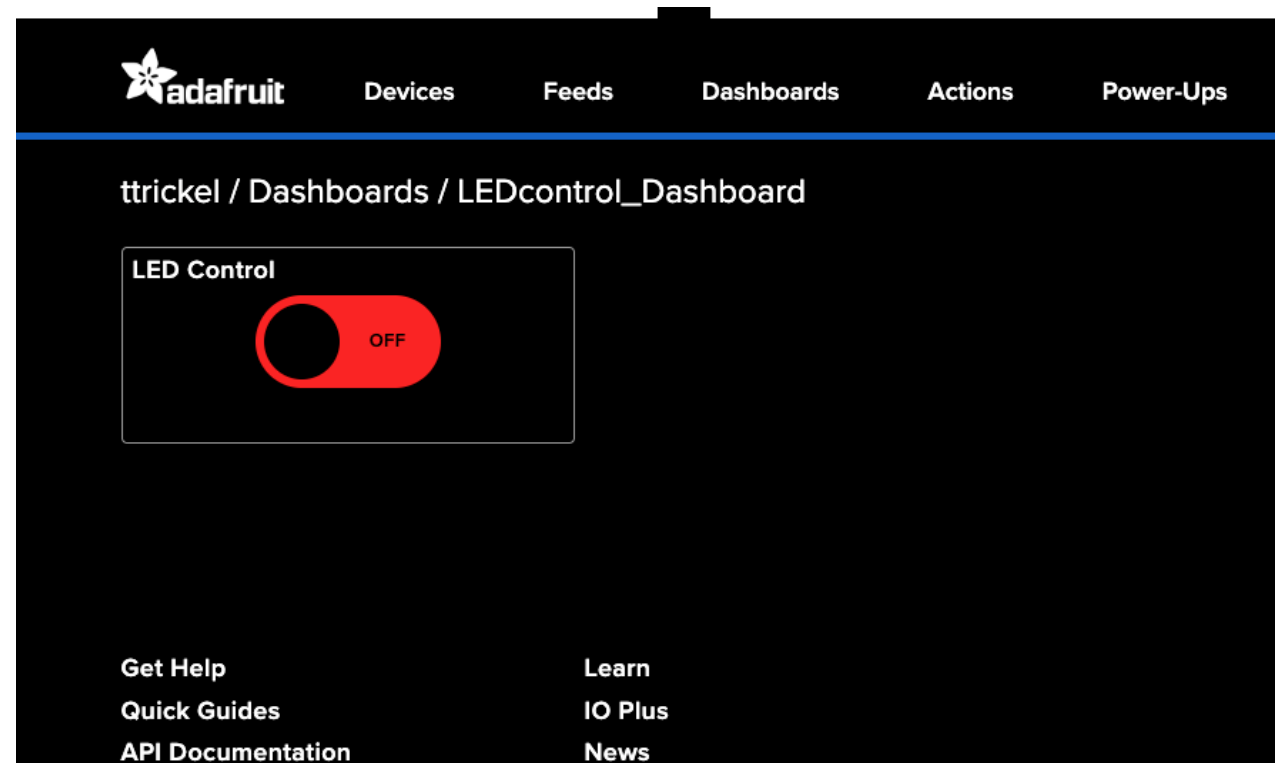 adafruit Devices Feeds Dashboards Actions Power-Ups
ttrickel / Dashboards / LEDcontrol_Dashboard
LED Control
OFF
Get Help Learn
Quick Guides IO Plus
API Documentation News